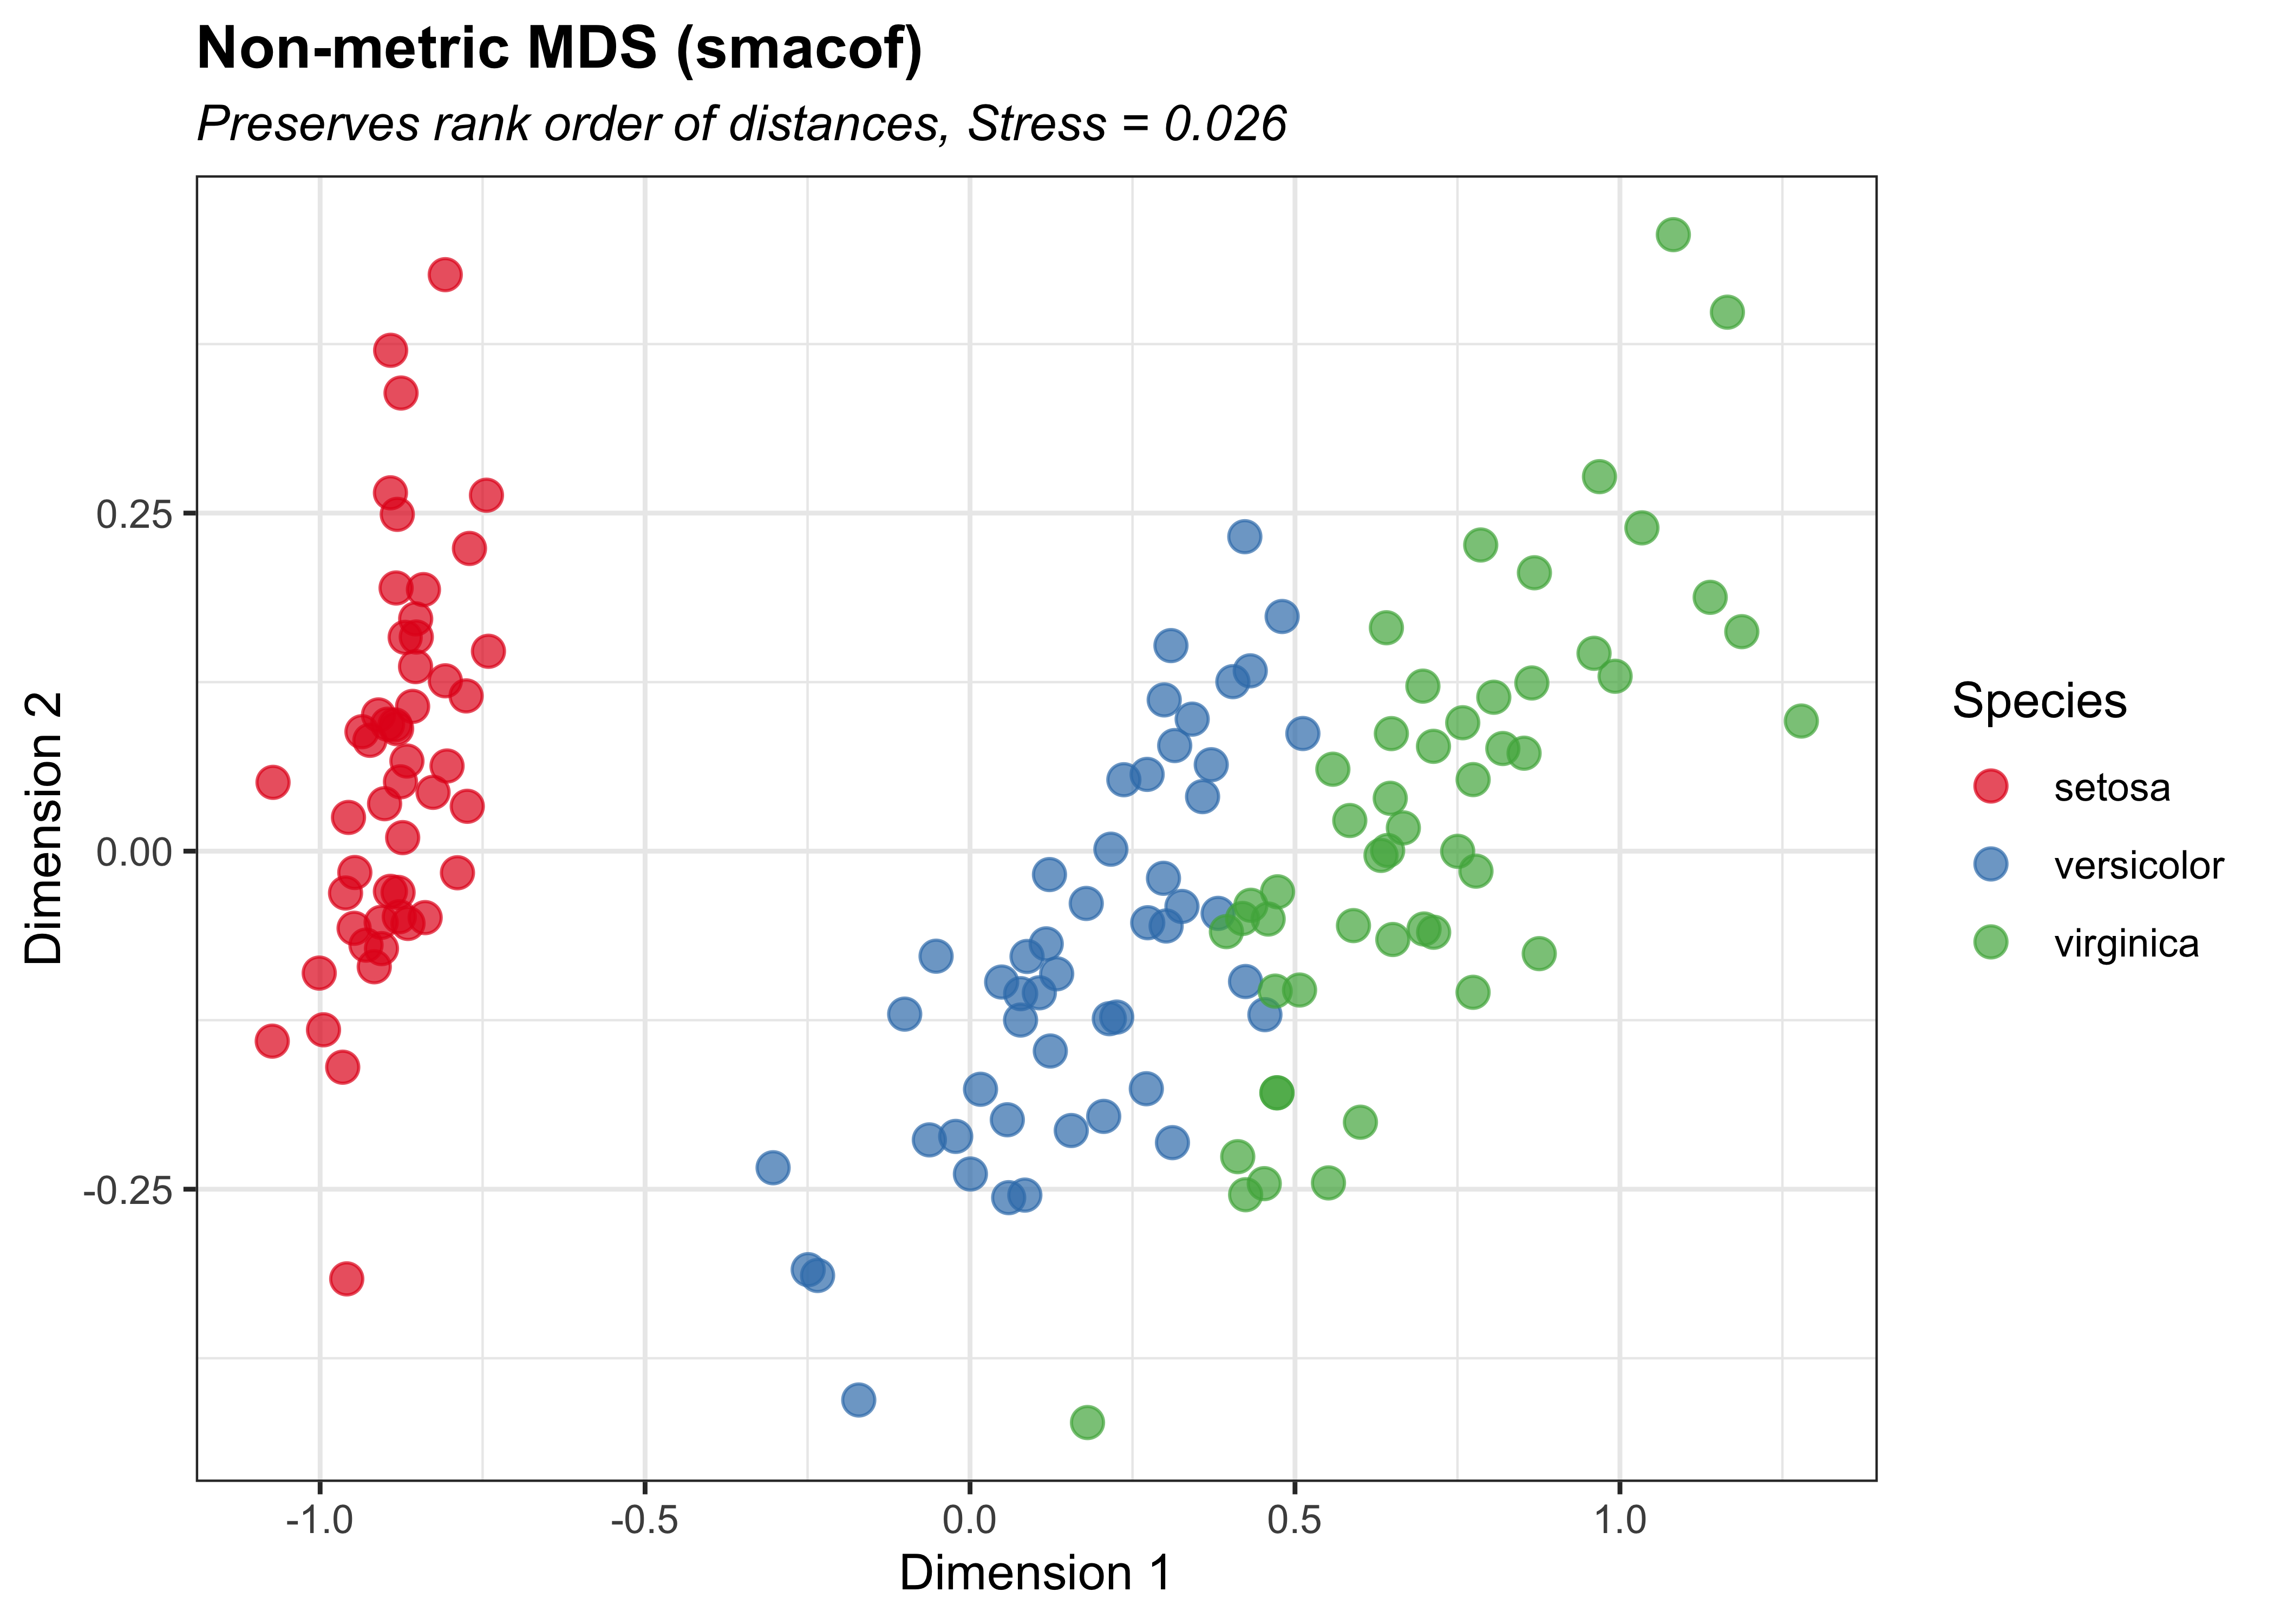 Non-metric MDS (smacof)
Preserves rank order of distances, Stress = 0.026
Dimension 2
0.25
0.00
-0.25
-1.0
-0.5
0.0
0.5
1.0
Dimension 1
Species
setosa
versicolor
virginica